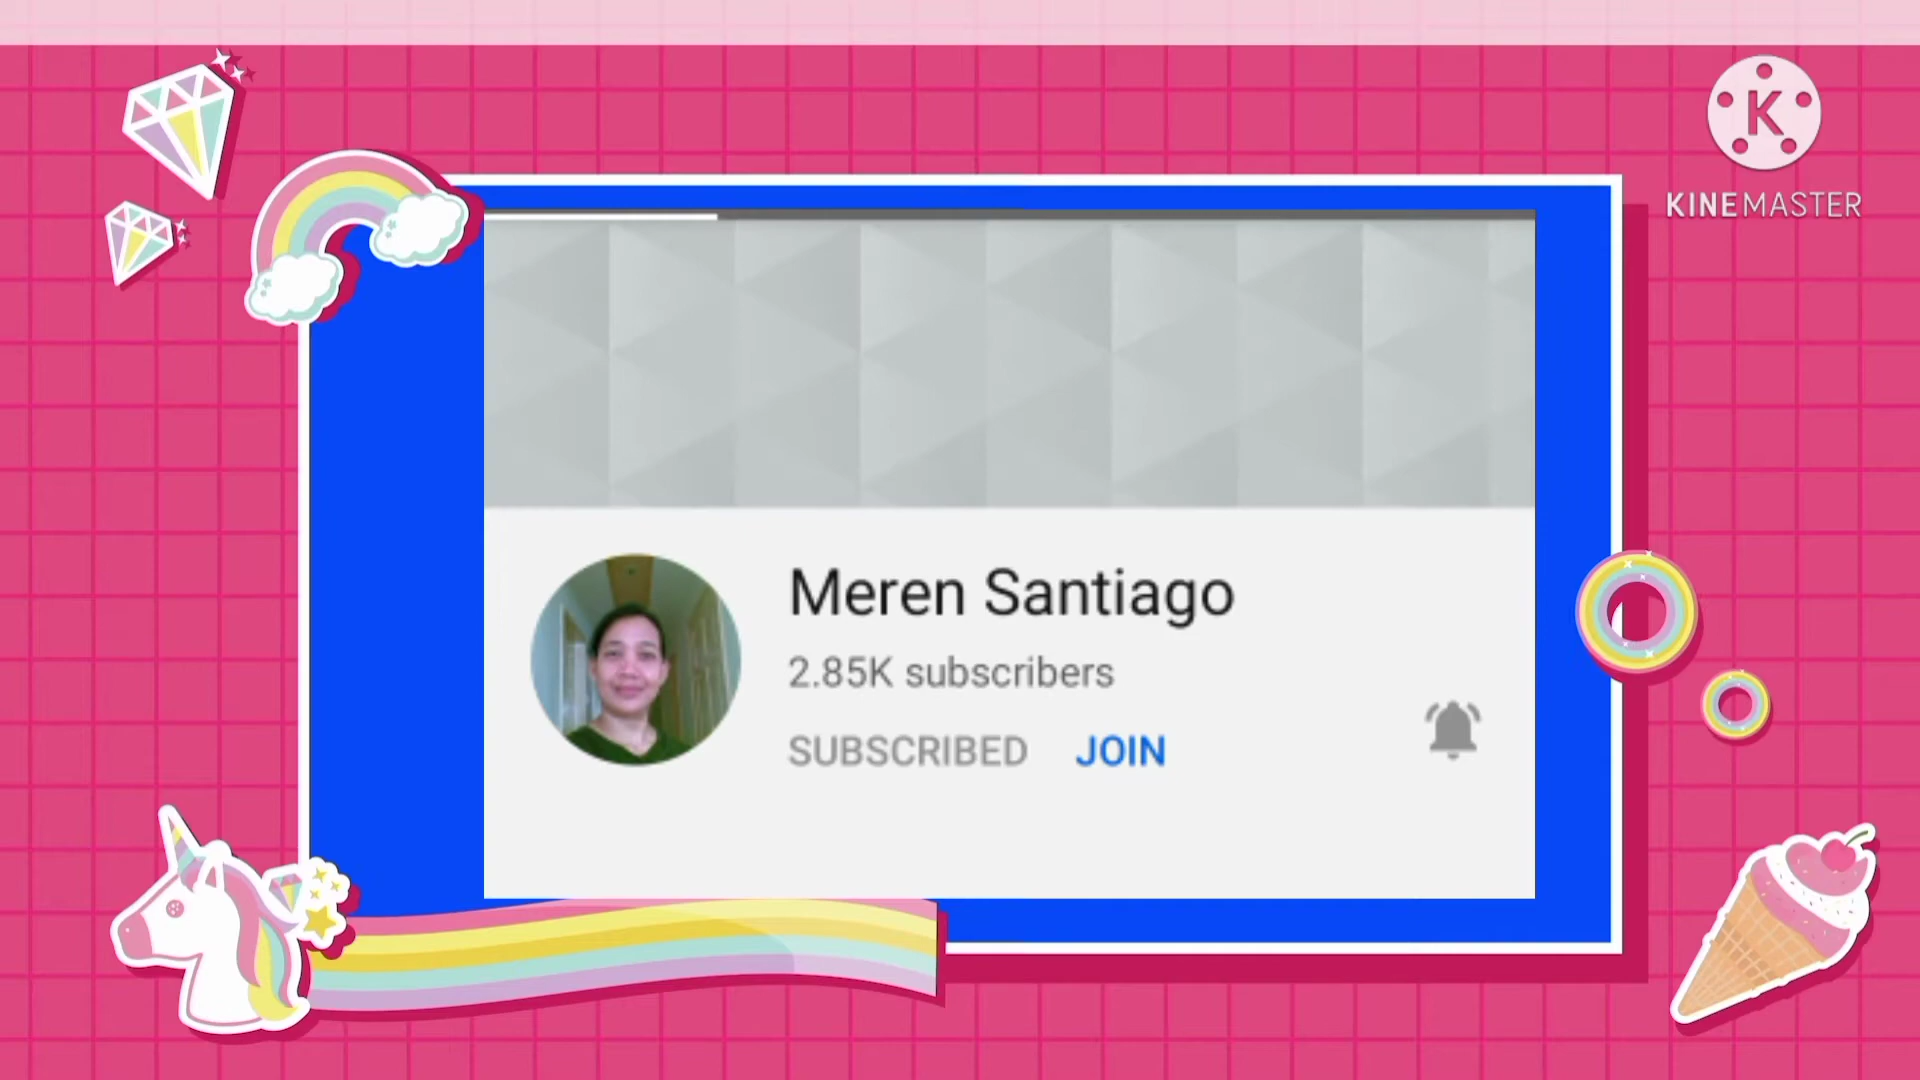 K
KINEMASTER
Meren Santiago
2.85K subscribers
SUBSCRIBED JOIN